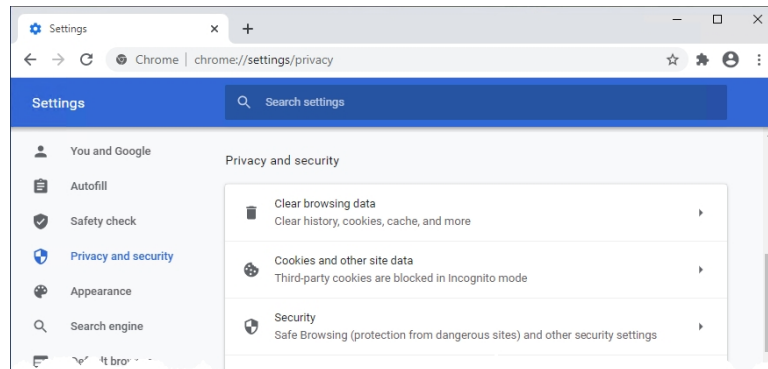 Settings
Chrome | chrome://settings/privacy
Settings
Search settings
You and Google
Autofill
Safety check
Privacy and security
Appearance
Search engine
Privacy and security
Clear browsing data
Clear history, cookies, cache, and more
Cookies and other site data
Third-party cookies are blocked in Incognito mode
Security
Safe Browsing (protection from dangerous sites) and other security settings